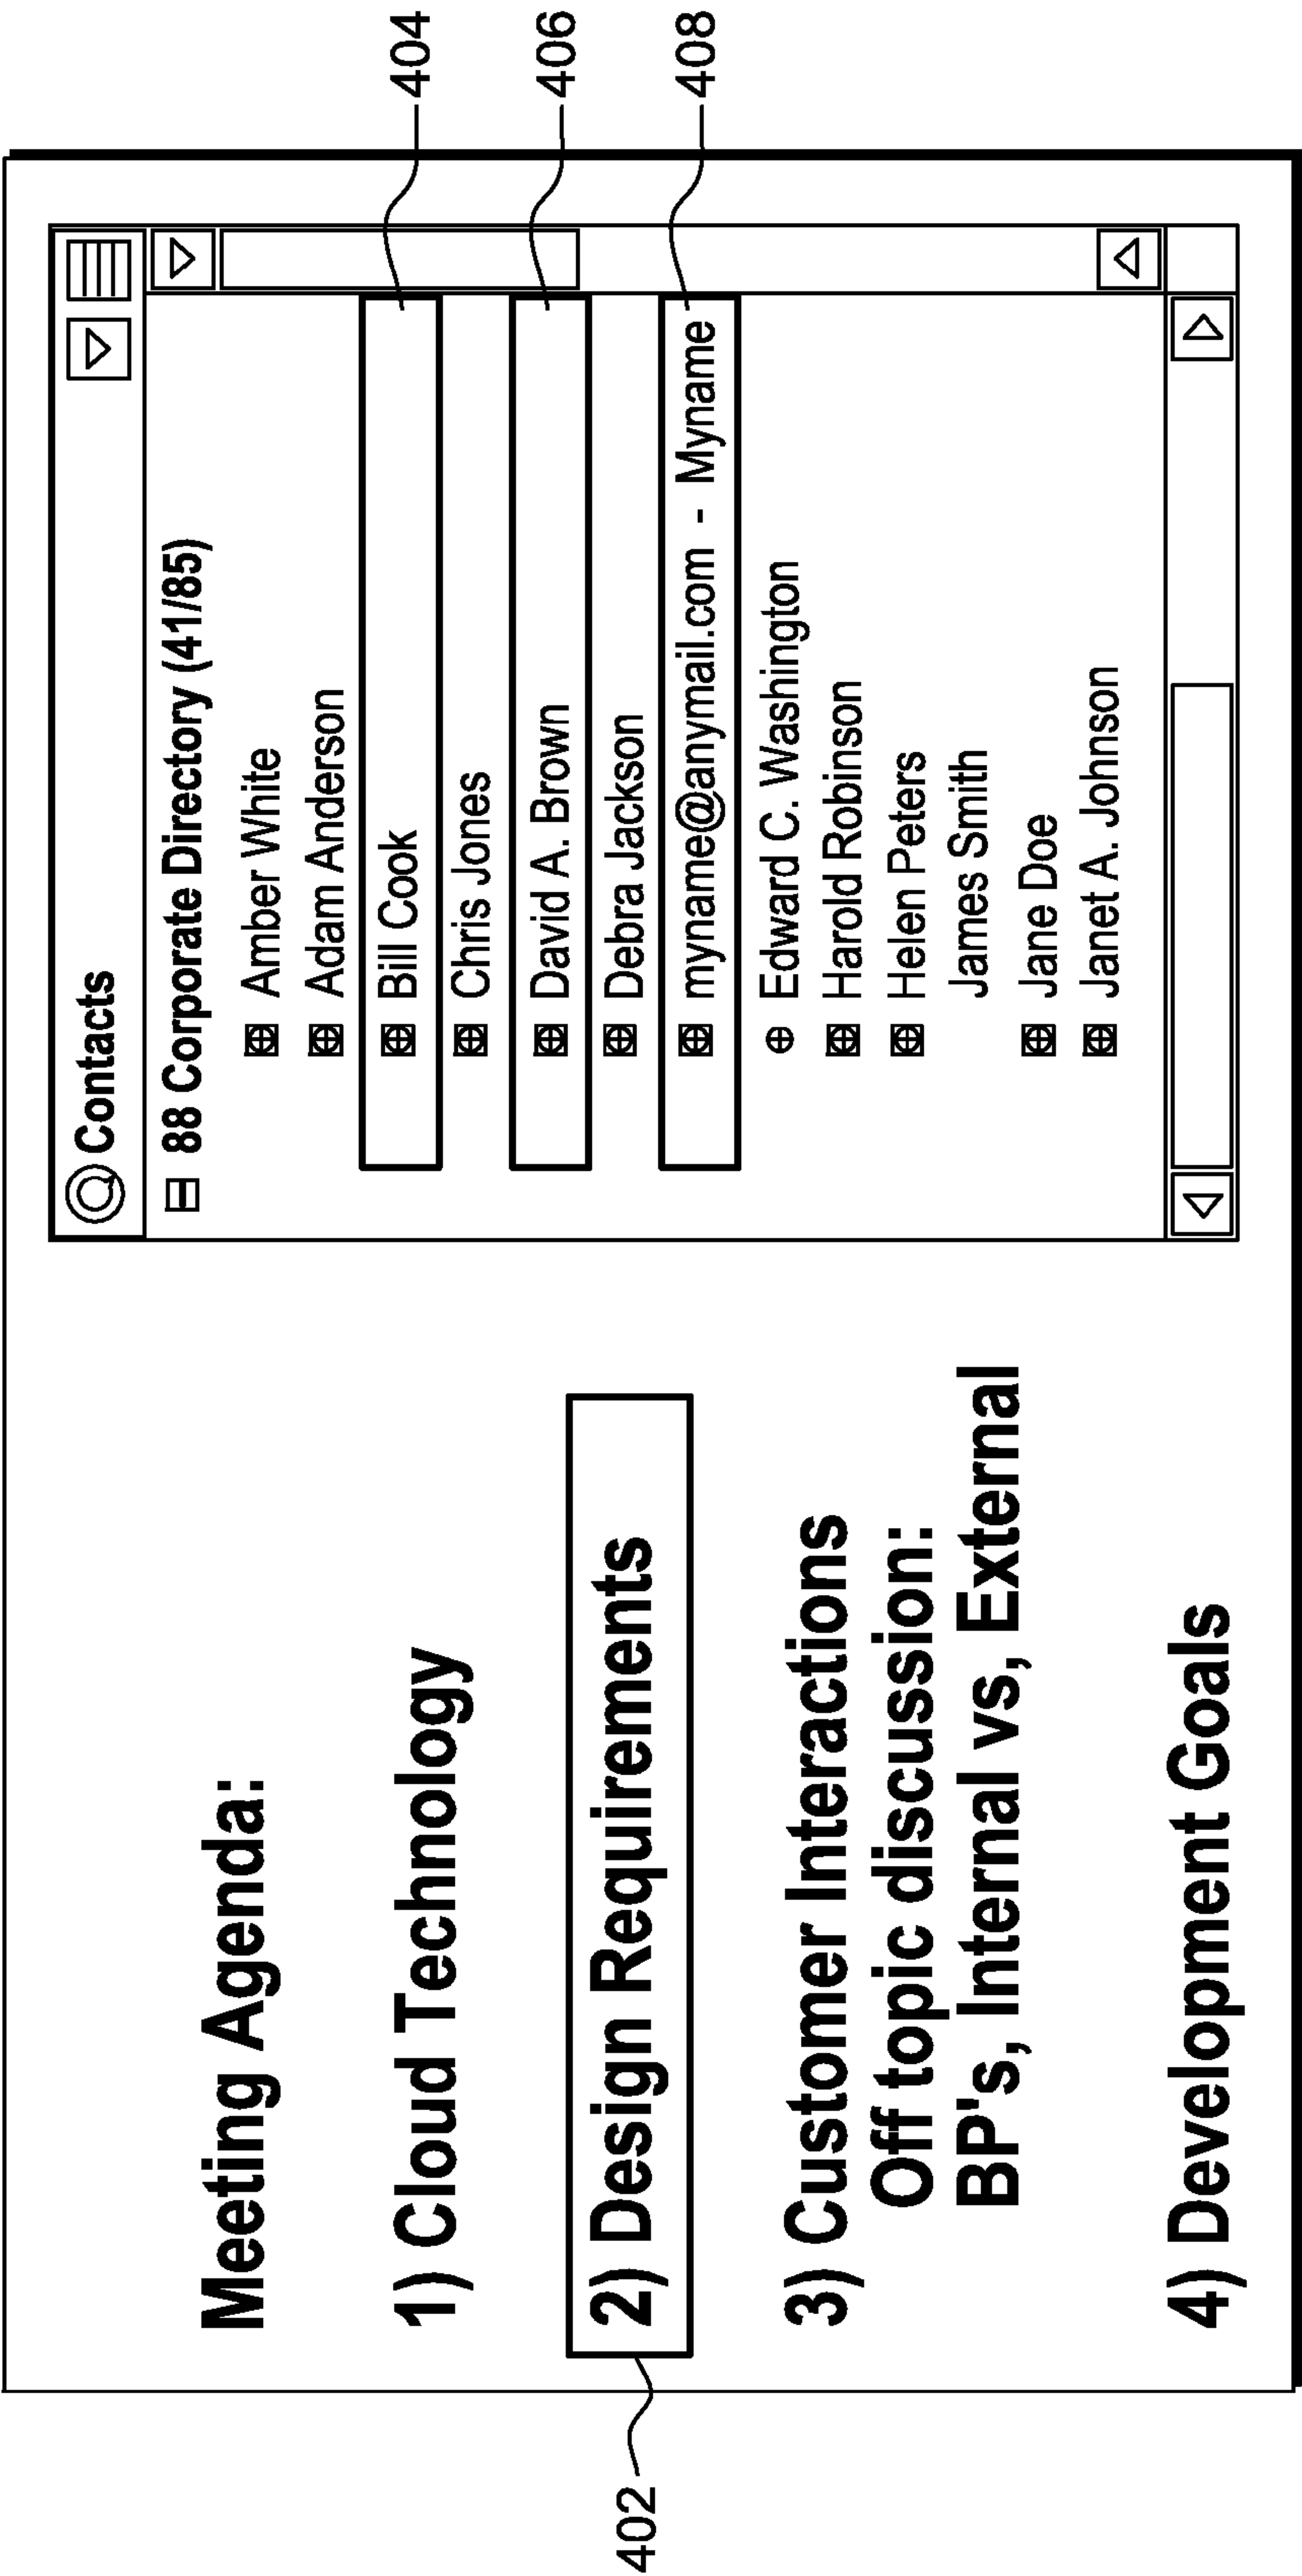 Meeting Agenda:
1) Cloud Technology
402
2) Design Requirements
3) Customer Interactions
Off topic discussion:
BP's, Internal vs, External
4) Development Goals
Contacts
88 Corporate Directory (41/85)
Amber White
Adam Anderson
Bill Cook
404
Chris Jones
David A. Brown
406
Debra Jackson
myname@anymail.com - Myname
408
Edward C. Washington
Harold Robinson
Helen Peters
James Smith
Jane Doe
Janet A. Johnson